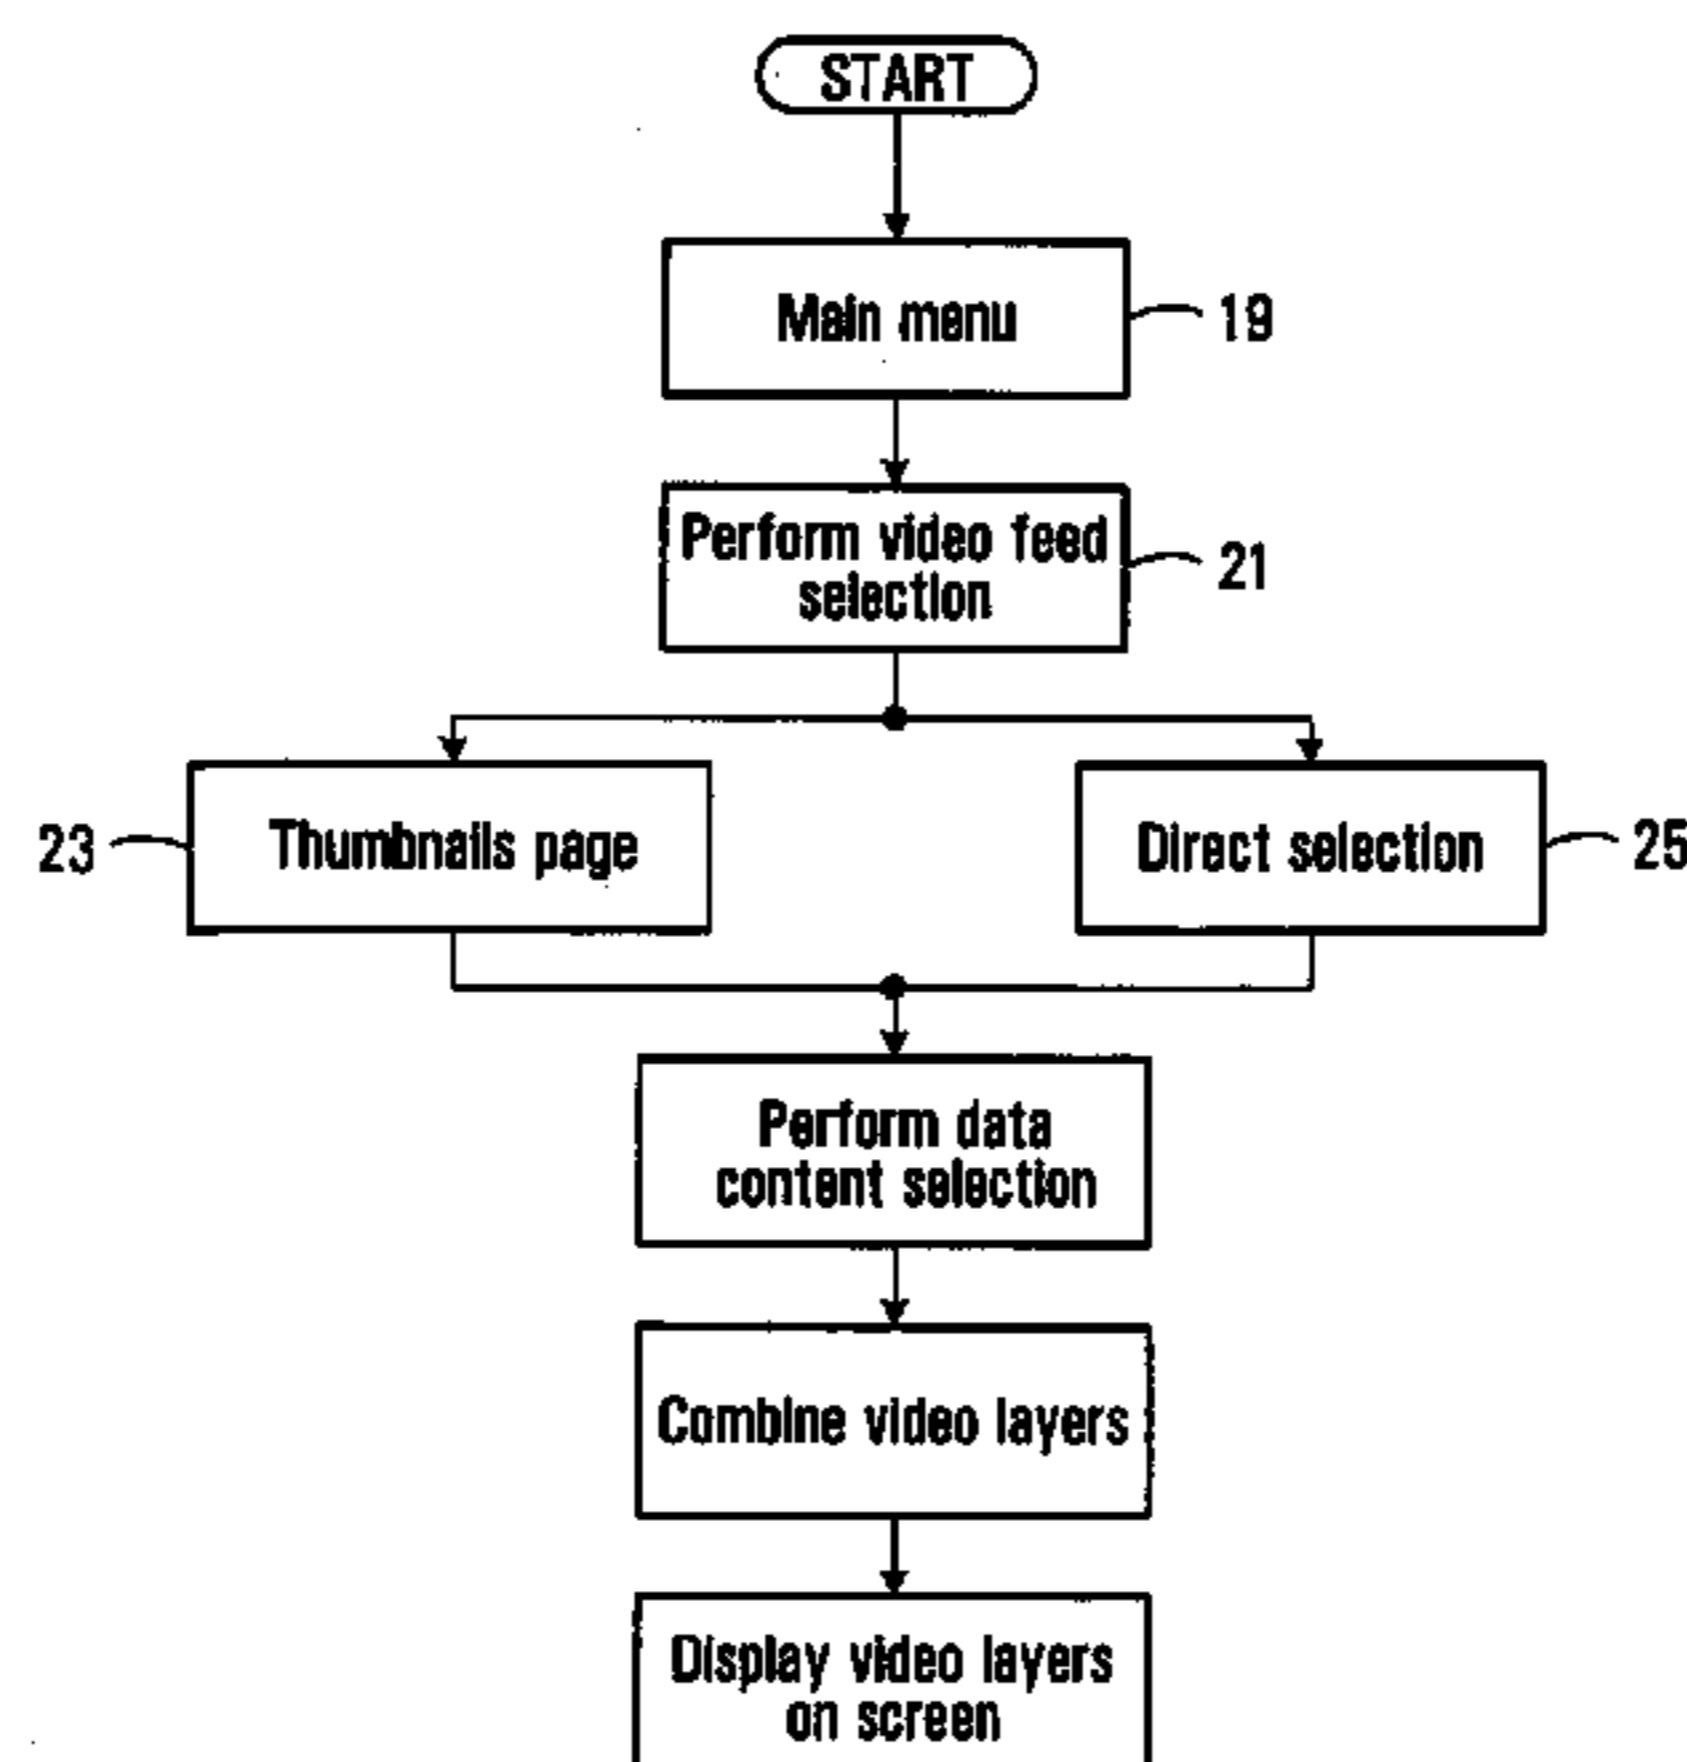 START
Main menu
19
Perform video feed
selection
21
23
Thumbnails page
Direct selection
25
Perform data
content selection
Combine video layers
Display video layers
on screen